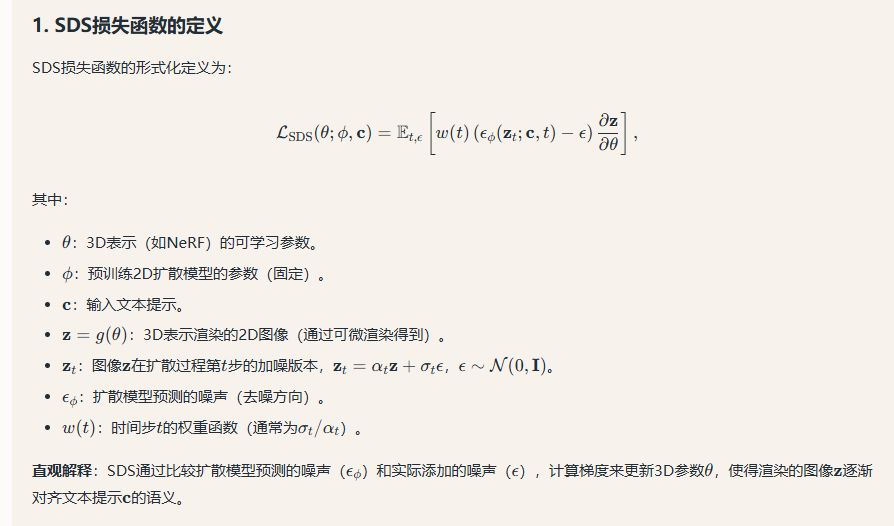 1. SDS损失函数的定义
SDS损失函数的形式化定义为：
$\mathcal{L}_{\mathrm{SDS}}(\theta;\phi,\mathbf{c})=\mathbb{E}_{t,\epsilon}\left[w(t)\left(\epsilon_\phi(\mathbf{z}_t;\mathbf{c},t)-\epsilon\right)\frac{\partial\mathbf{z}}{\partial\theta}\right],$
其中：
• $\theta$：3D表示（如NeRF）的可学习参数。
• $\phi$：预训练2D扩散模型的参数（固定）。
• $\mathbf{c}$：输入文本提示。
• $\mathbf{z}=g(\theta)$：3D表示渲染的2D图像（通过可微渲染得到）。
• $\mathbf{z}_t$：图像$\mathbf{z}$在扩散过程第$t$步的加噪版本，$\mathbf{z}_t=\alpha_t\mathbf{z}+\sigma_t\epsilon$，$\epsilon\sim\mathcal{N}(0,\mathbf{I})$。
• $\epsilon_\phi$：扩散模型预测的噪声（去噪方向）。
• $w(t)$：时间步$t$的权重函数（通常为$\sigma_t/\alpha_t$）。
直观解释：SDS通过比较扩散模型预测的噪声（$\epsilon_\phi$）和实际添加的噪声（$\epsilon$），计算梯度来更新3D参数$\theta$，使得渲染的图像$\mathbf{z}$逐渐
对齐文本提示$\mathbf{c}$的语义。